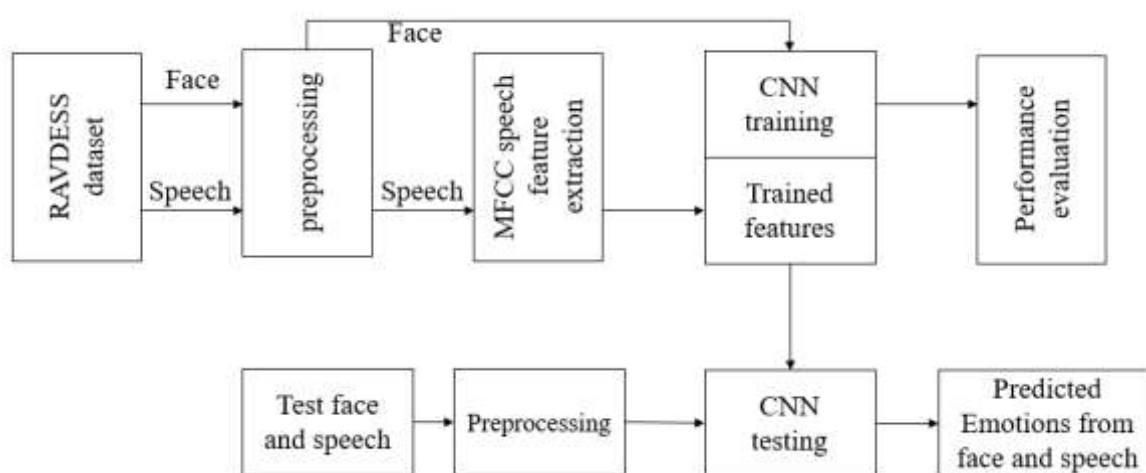 Face
RAVDESS
dataset
Face
Speech
preprocessing
Speech
MFCC speech
feature
extraction
CNN
training
Trained
features
Performance
evaluation
Test face
and speech
Preprocessing
CNN
testing
Predicted
Emotions from
face and speech